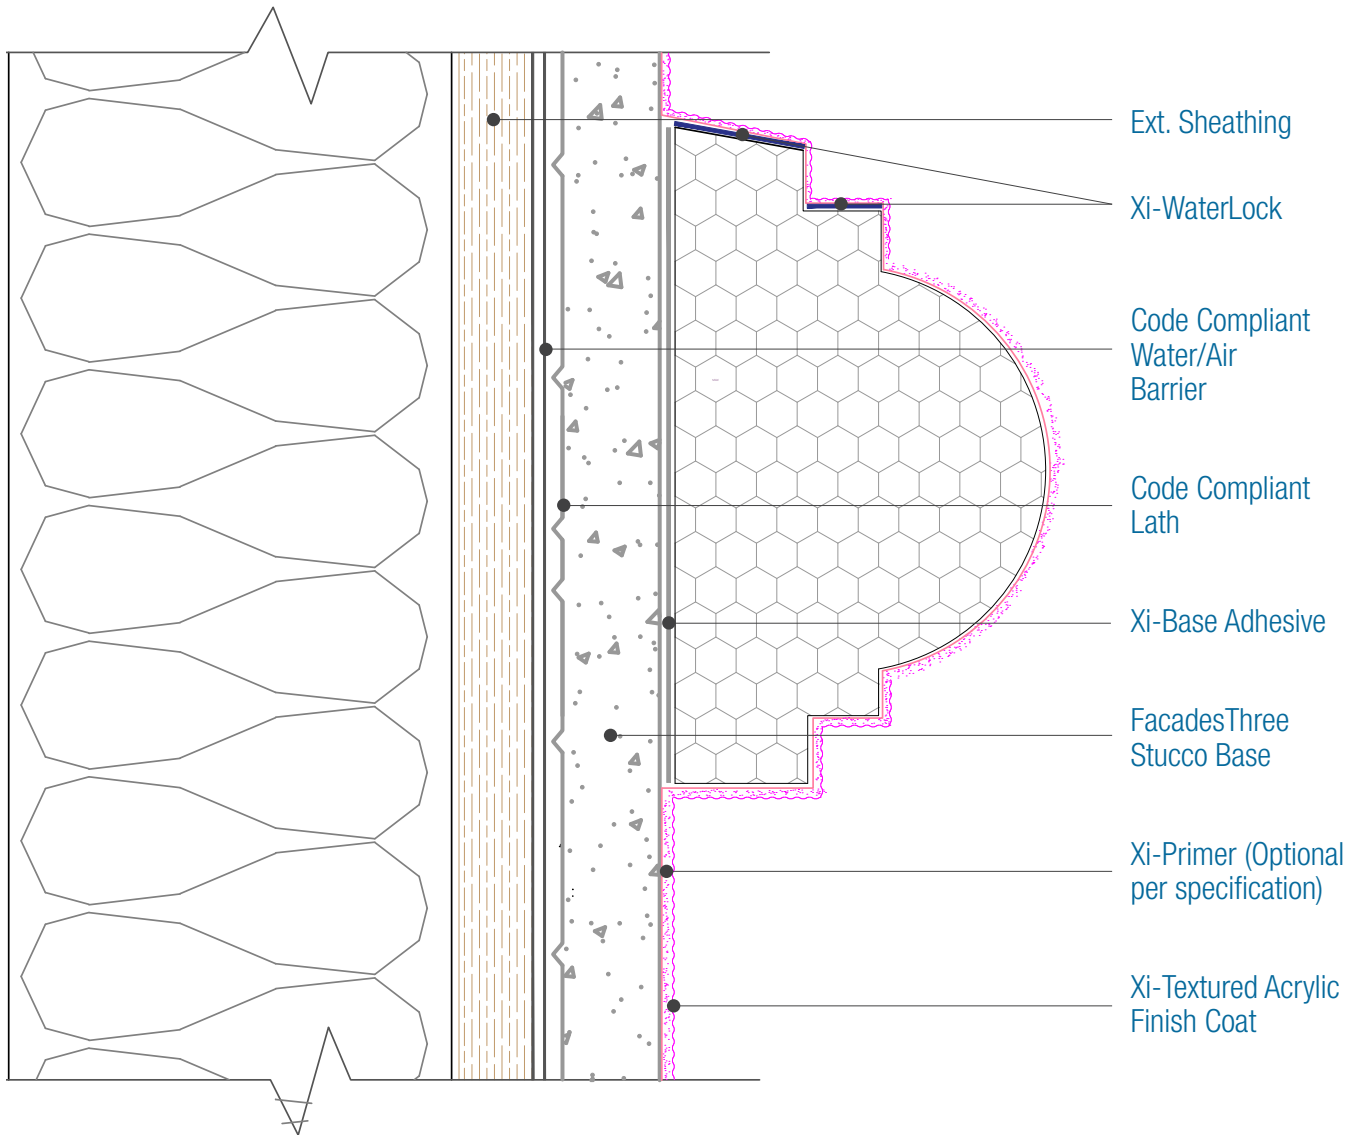 Ext. Sheathing
Xi-WaterLock
Code Compliant
Water/Air
Barrier
Code Compliant
Lath
Xi-Base Adhesive
FacadesThree
Stucco Base
Xi-Primer (Optional
per specification)
Xi-Textured Acrylic
Finish Coat